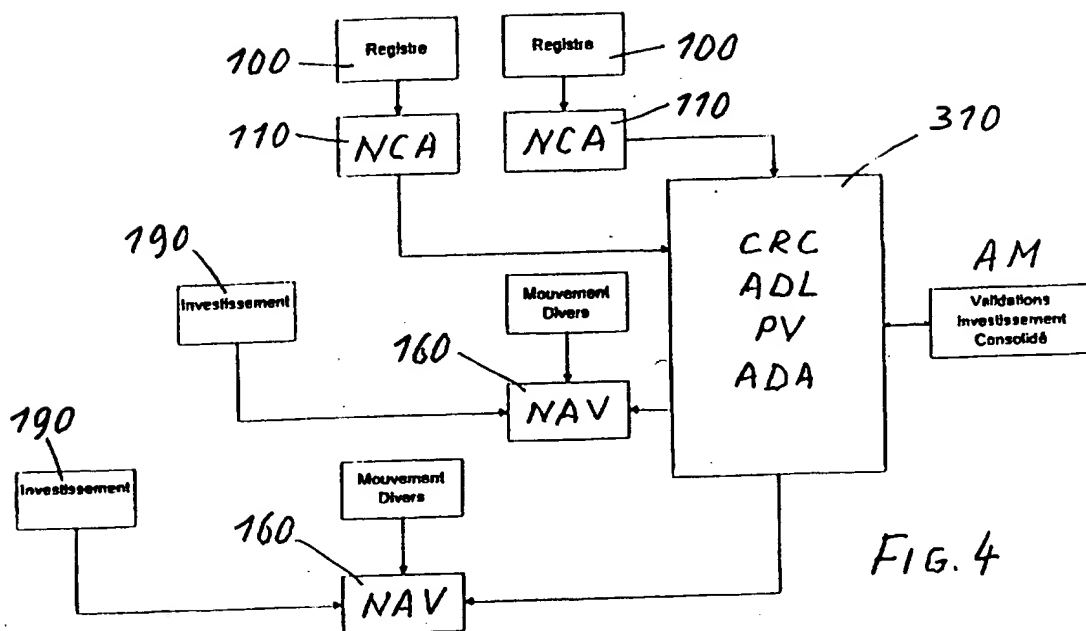 Registre
Registre
100
100
110
NCA
NCA
110
310
CRC
ADL
PV
ADA
AM
Validations
Investissement
Consolidé
190
Investissement
Mouvement
Divers
160
NAV
190
Investissement
Mouvement
Divers
160
NAV
FIG. 4